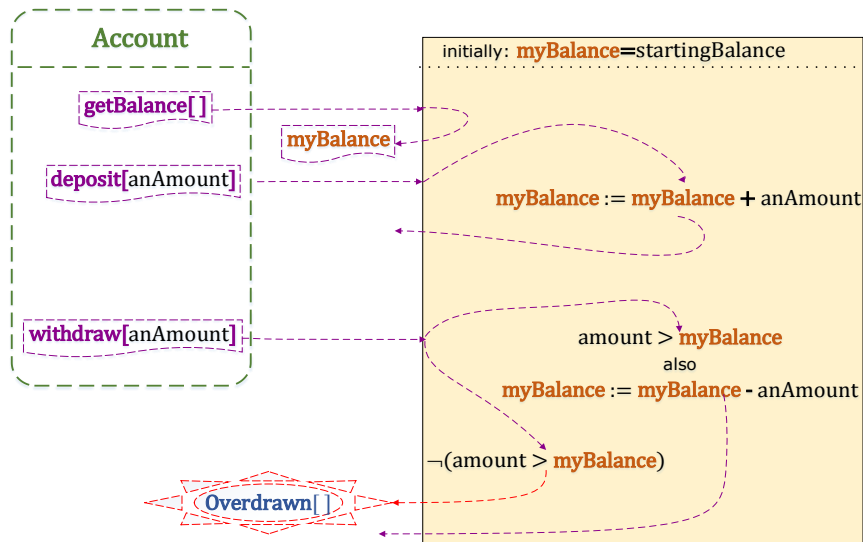 Account
initially: myBalance=startingBalance
getBalance[ ]
myBalance
deposit[anAmount]
myBalance := myBalance + anAmount
withdraw[anAmount]
amount > myBalance
also
myBalance := myBalance - anAmount
¬(amount > myBalance)
Overdrawn[ ]